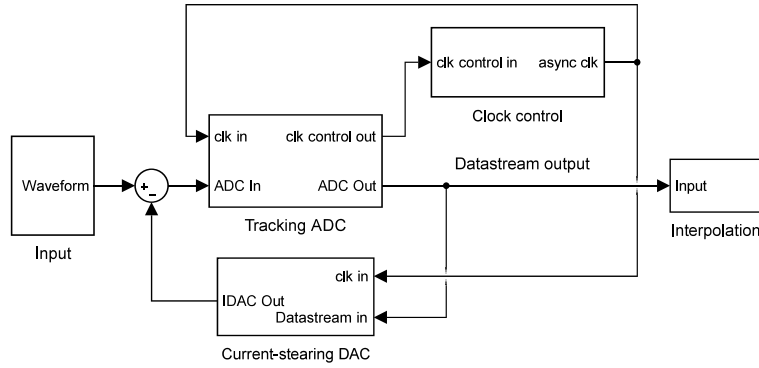 clk control in
async clk
Clock control
clk in
clk control out
ADC In
ADC Out
Tracking ADC
Waveform
Input
+
−
Datastream output
Input
Interpolation
clk in
IDAC Out
Datastream in
Current-stearing DAC